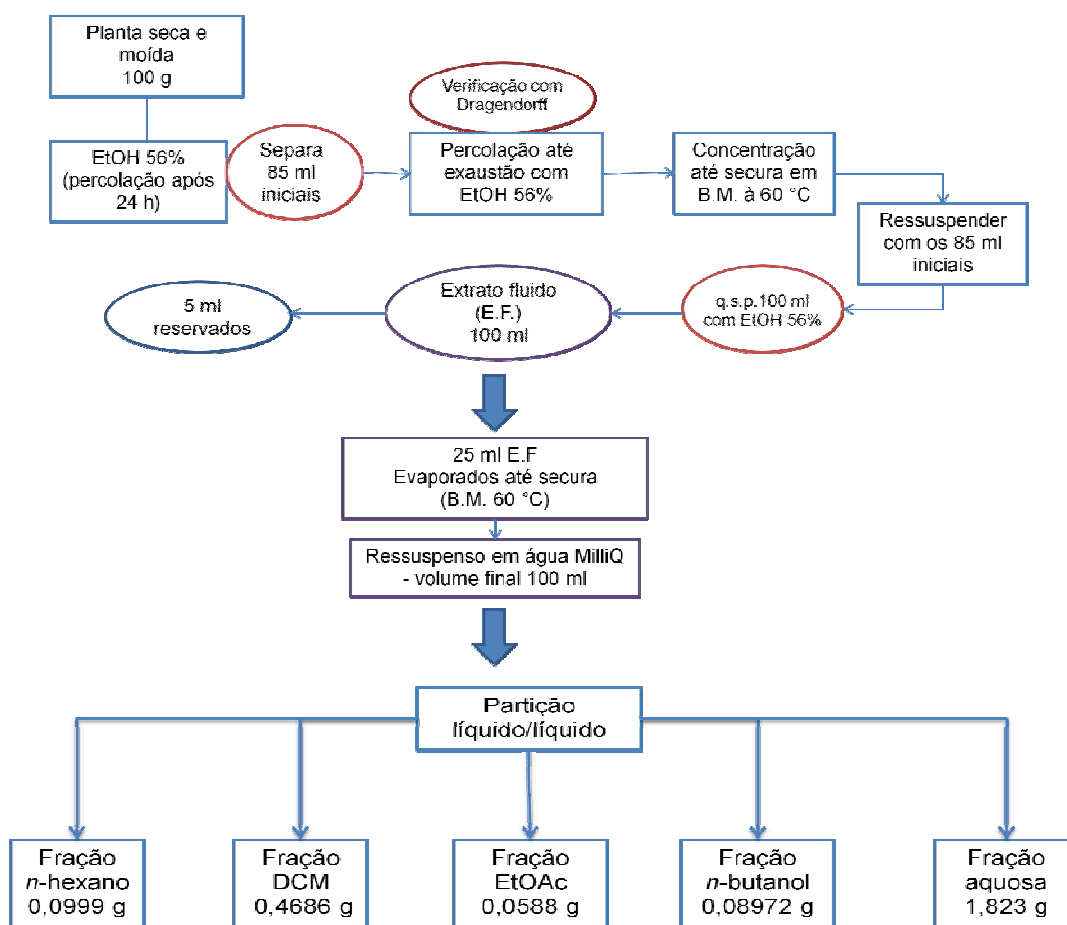 Planta seca e
moída
100 g
EtOH 56%
(percolação após
24 h)
Separa
85 ml
iniciais
Verificação com
Dragendorff
Percolação até
exaustão com
EtOH 56%
Concentração
até secura em
B.M. à 60 °C
Ressuspender
com os 85 ml
iniciais
q.s.p.100 ml
com EtOH 56%
Extrato fluido
(E.F.)
100 ml
5 ml
reservados
25 ml E.F
Evaporados até secura
(B.M. 60 °C)
Ressuspenso em água MilliQ
- volume final 100 ml
Partição
líquido/líquido
Fração
n-hexano
0,0999 g
Fração
DCM
0,4686 g
Fração
EtOAc
0,0588 g
Fração
n-butanol
0,08972 g
Fração
aquosa
1,823 g